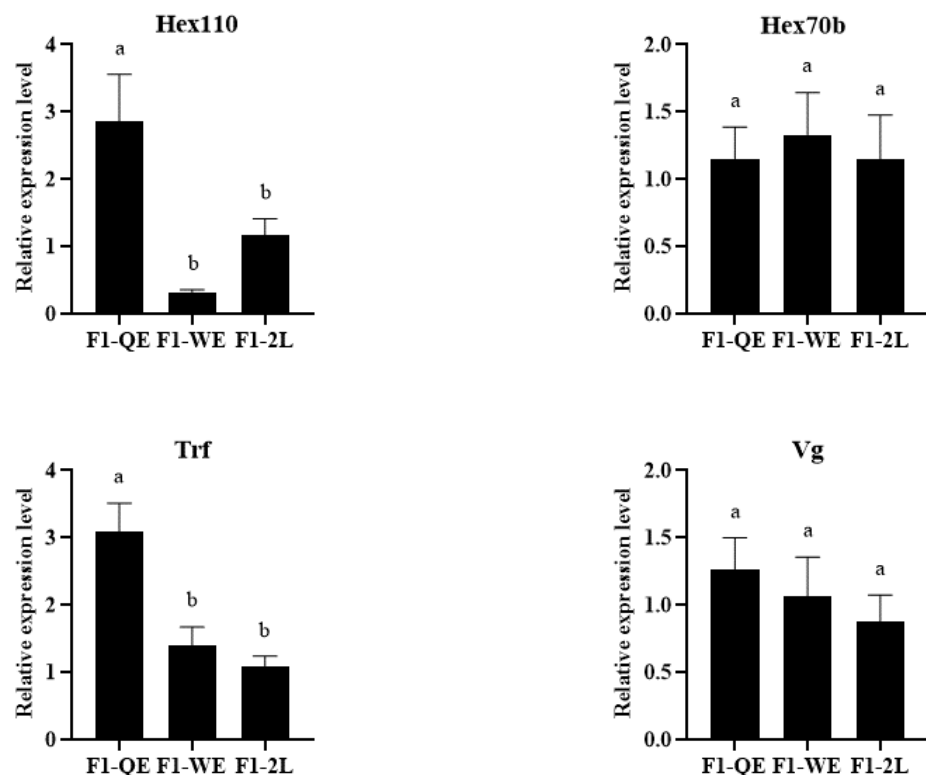 Hex110
Relative expression level
4
3
2
1
0
a
b
b
F1-QE F1-WE F1-2L
Hex70b
Relative expression level
2.0
1.5
1.0
0.5
0.0
a
a
a
F1-QE F1-WE F1-2L
Trf
Relative expression level
4
3
2
1
0
a
b
b
F1-QE F1-WE F1-2L
Vg
Relative expression level
2.0
1.5
1.0
0.5
0.0
a
a
a
F1-QE F1-WE F1-2L